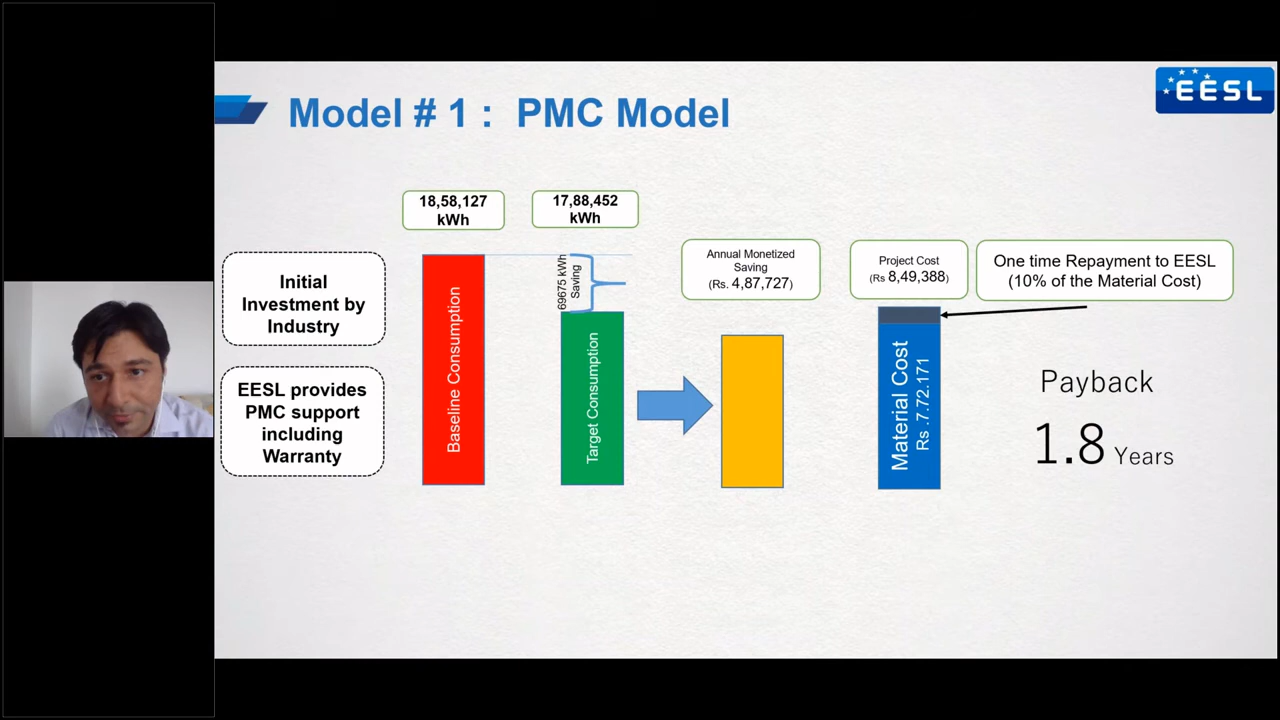 EESL
Model # 1 : PMC Model
18,58,127
kWh
17,88,452
kWh
Initial
Investment by
Industry
EESL provides
PMC support
including
Warranty
Baseline Consumption
69675 kWh
Saving
Target Consumption
Annual Monetized
Saving
(Rs. 4,87,727)
Project Cost
(Rs 8,49,388)
One time Repayment to EESL
(10% of the Material Cost)
Material Cost
Rs .7.72.171
Payback
1.8 Years